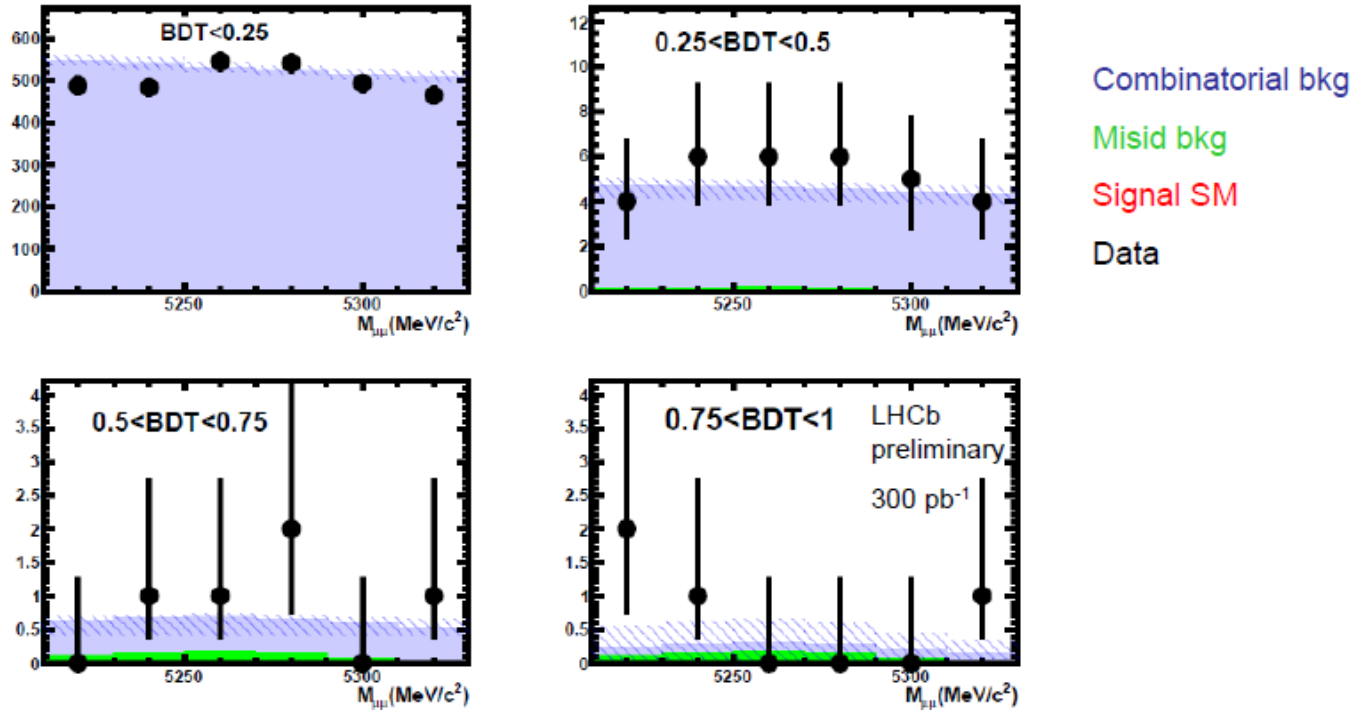 BDT<0.25
600
500
400
300
200
100
0
5250
5300
Mμμ(MeV/c²)
0.25<BDT<0.5
12
10
8
6
4
2
0
5250
5300
Mμμ(MeV/c²)
Combinatorial bkg
Misid bkg
Signal SM
Data
0.5<BDT<0.75
4
3.5
3
2.5
2
1.5
1
0.5
0
5250
5300
Mμμ(MeV/c²)
0.75<BDT<1
LHCb
preliminary
300 pb⁻¹
4
3.5
3
2.5
2
1.5
1
0.5
0
5250
5300
Mμμ(MeV/c²)